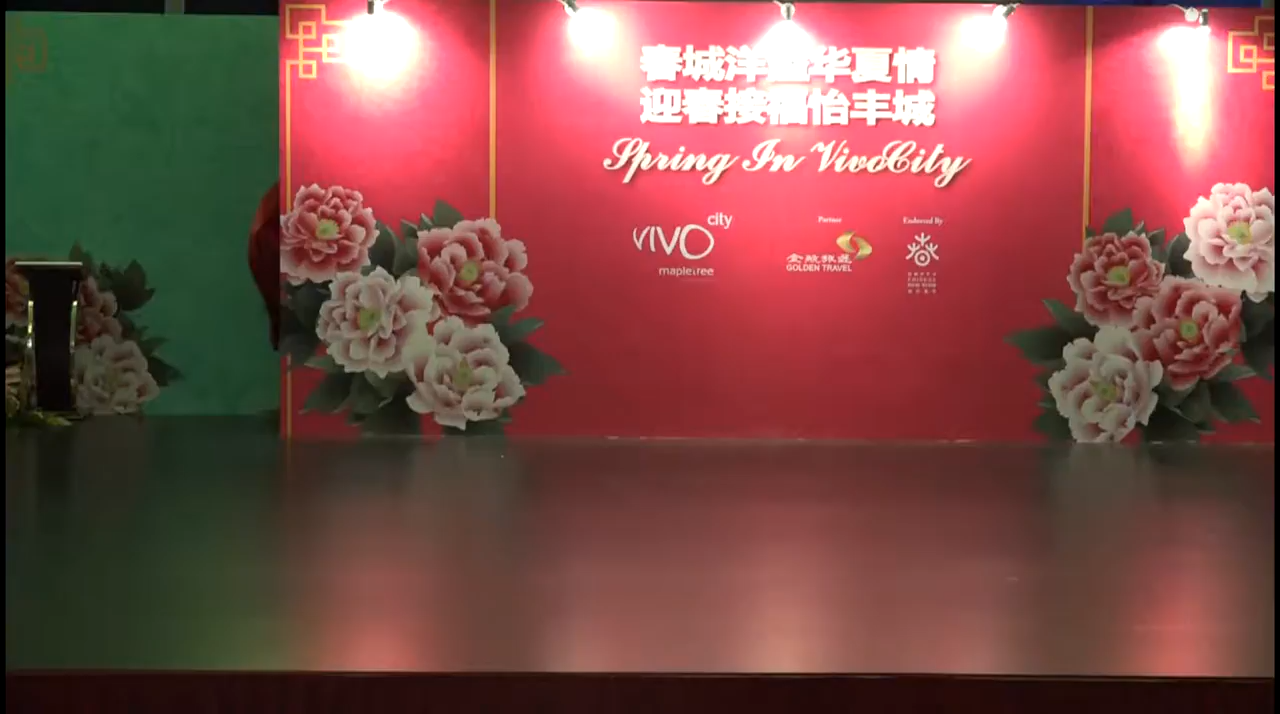 春城洋溢华夏情
迎春接福怡丰城
Spring In VivoCity
VIVO city
mapletree
Partner
GOLDEN TRAVEL
Endorsed By